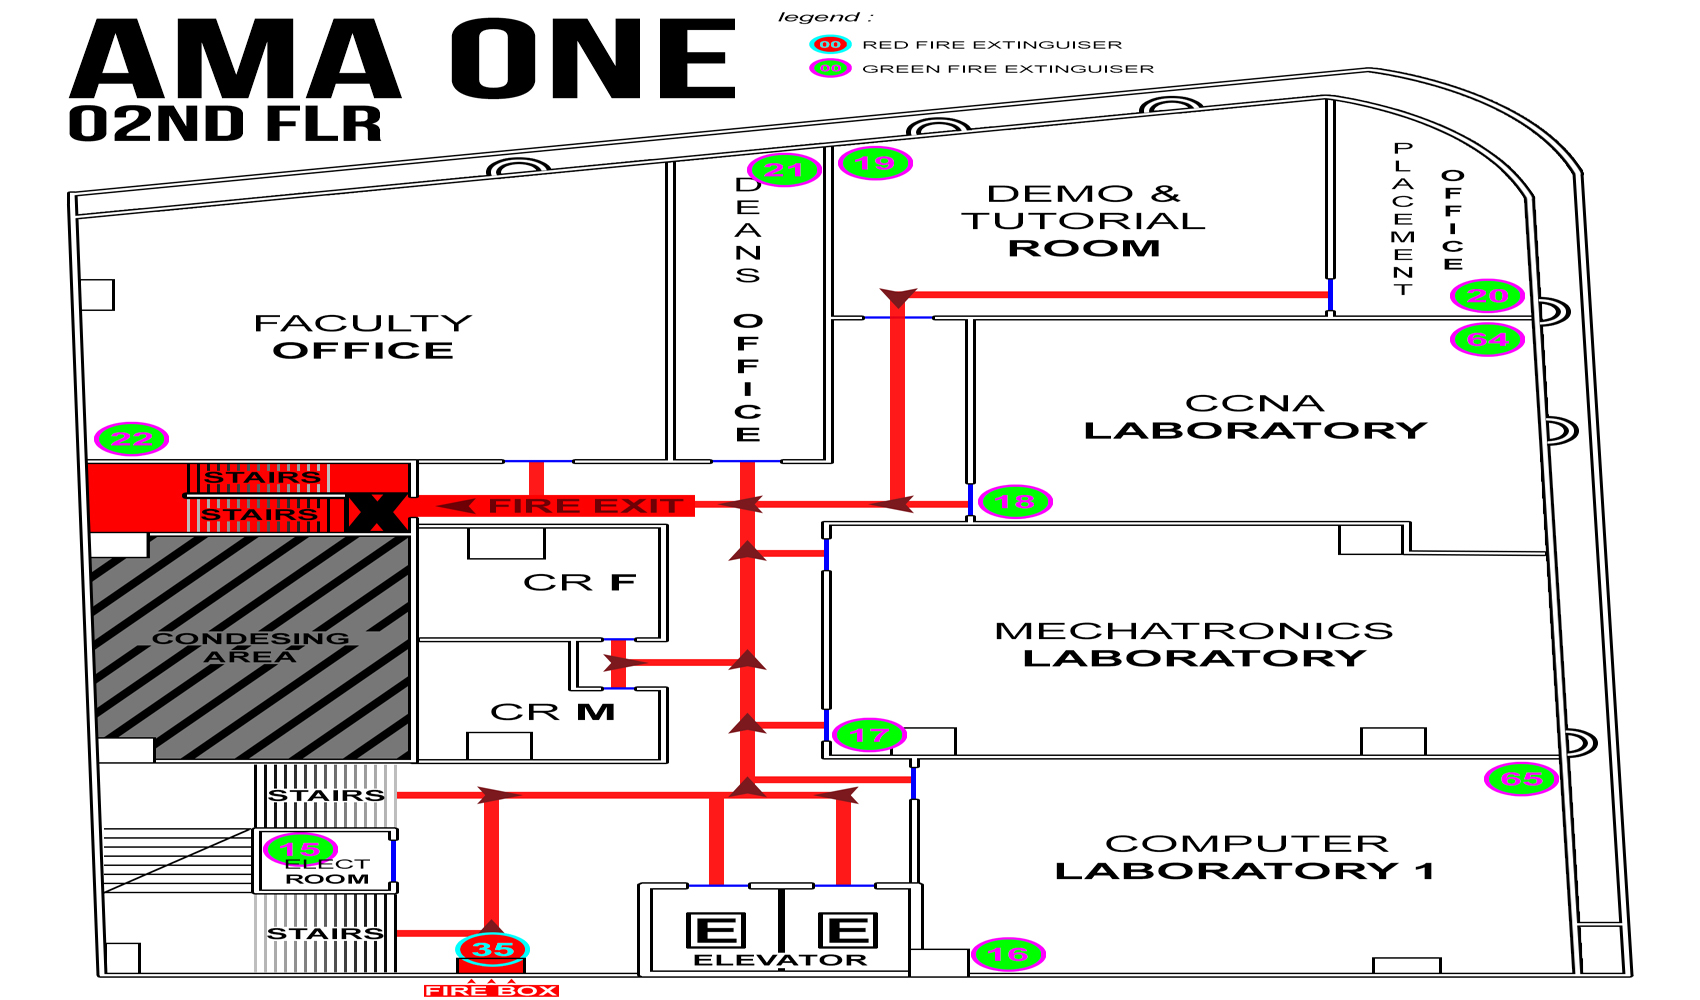 AMA ONE
02ND FLR
legend :
00 RED FIRE EXTINGUISER
00 GREEN FIRE EXTINGUISER
21
19
DEANS OFFICE
DEMO &
TUTORIAL
ROOM
PLACEMENT
OFFICE
20
64
FACULTY
OFFICE
22
CCNA
LABORATORY
STAIRS
STAIRS
X
FIRE EXIT
18
CR F
CONDESING
AREA
MECHATRONICS
LABORATORY
CR M
17
65
STAIRS
15
ELECT
ROOM
COMPUTER
LABORATORY 1
STAIRS
35
E E
ELEVATOR
16
FIRE BOX